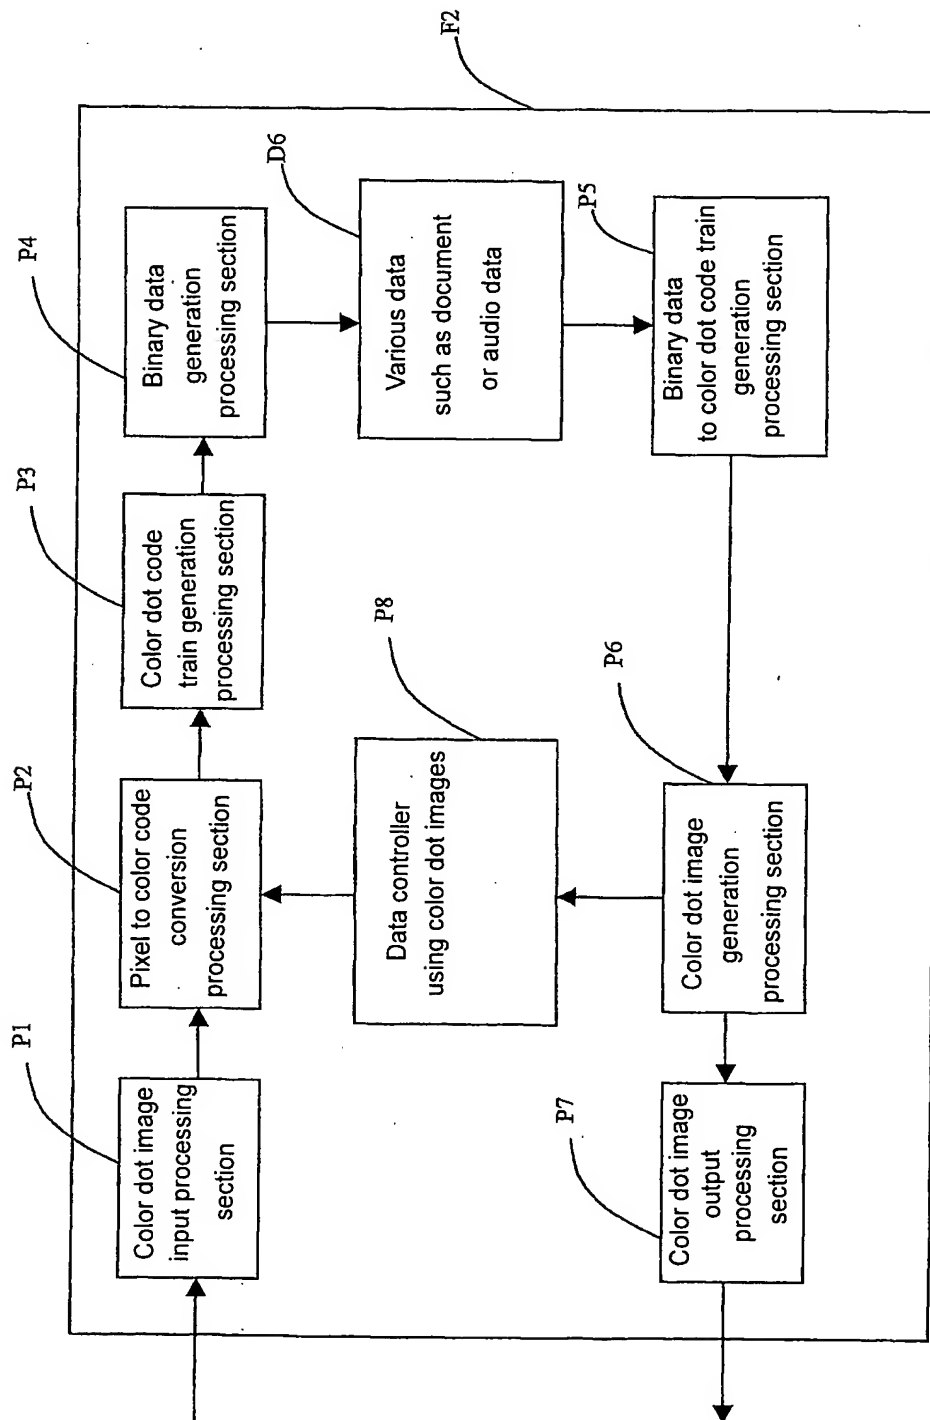 F2
P4
Binary data
generation
processing section
D6
Various data
such as document
or audio data
P5
Binary data
to color dot code train
generation
processing section
P3
Color dot code
train generation
processing section
P8
Data controller
using color dot images
P6
Color dot image
generation
processing section
P2
Pixel to color code
conversion
processing section
P1
Color dot image
input processing
section
P7
Color dot image
output
processing
section